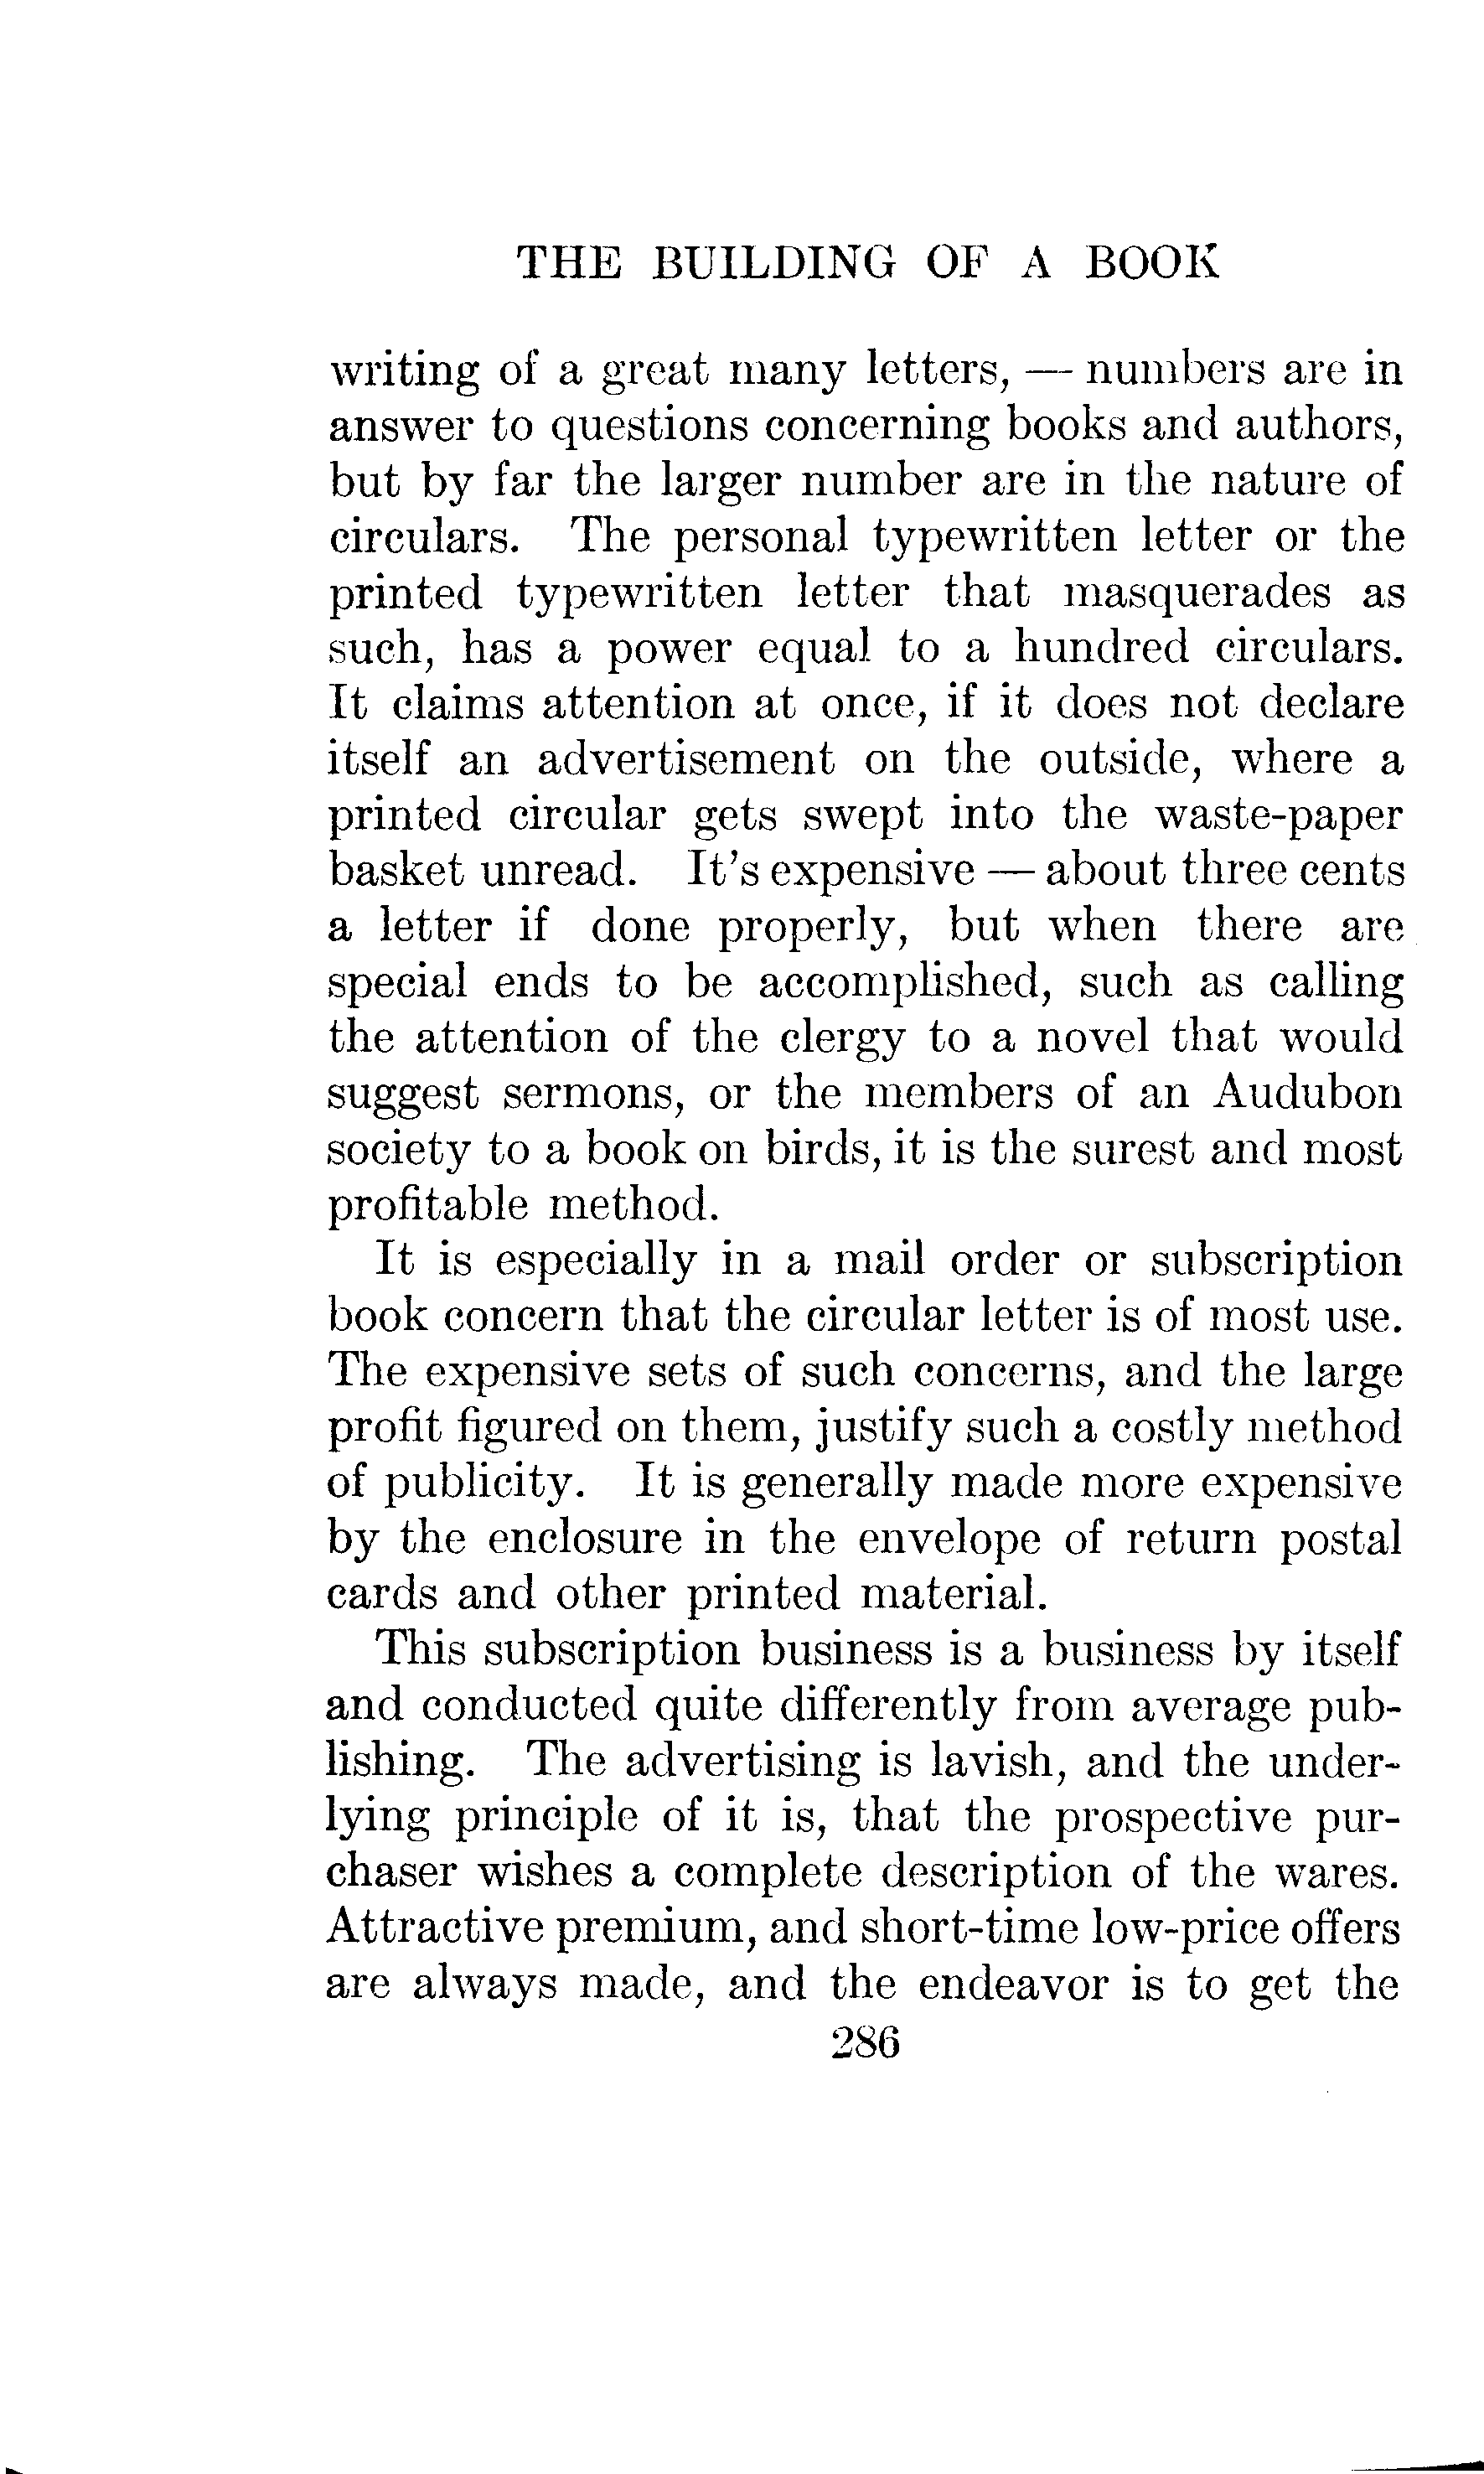 THE BUILDING OF A BOOK
writing of a great many letters, — numbers are in
answer to questions concerning books and authors,
but by far the larger number are in the nature of
circulars. The personal typewritten letter or the
printed typewritten letter that masquerades as
such, has a power equal to a hundred circulars.
It claims attention at once, if it does not declare
itself an advertisement on the outside, where a
printed circular gets swept into the waste-paper
basket unread. It's expensive — about three cents
a letter if done properly, but when there are
special ends to be accomplished, such as calling
the attention of the clergy to a novel that would
suggest sermons, or the members of an Audubon
society to a book on birds, it is the surest and most
profitable method.
It is especially in a mail order or subscription
book concern that the circular letter is of most use.
The expensive sets of such concerns, and the large
profit figured on them, justify such a costly method
of publicity. It is generally made more expensive
by the enclosure in the envelope of return postal
cards and other printed material.
This subscription business is a business by itself
and conducted quite differently from average pub-
lishing. The advertising is lavish, and the under-
lying principle of it is, that the prospective pur-
chaser wishes a complete description of the wares.
Attractive premium, and short-time low-price offers
are always made, and the endeavor is to get the
286